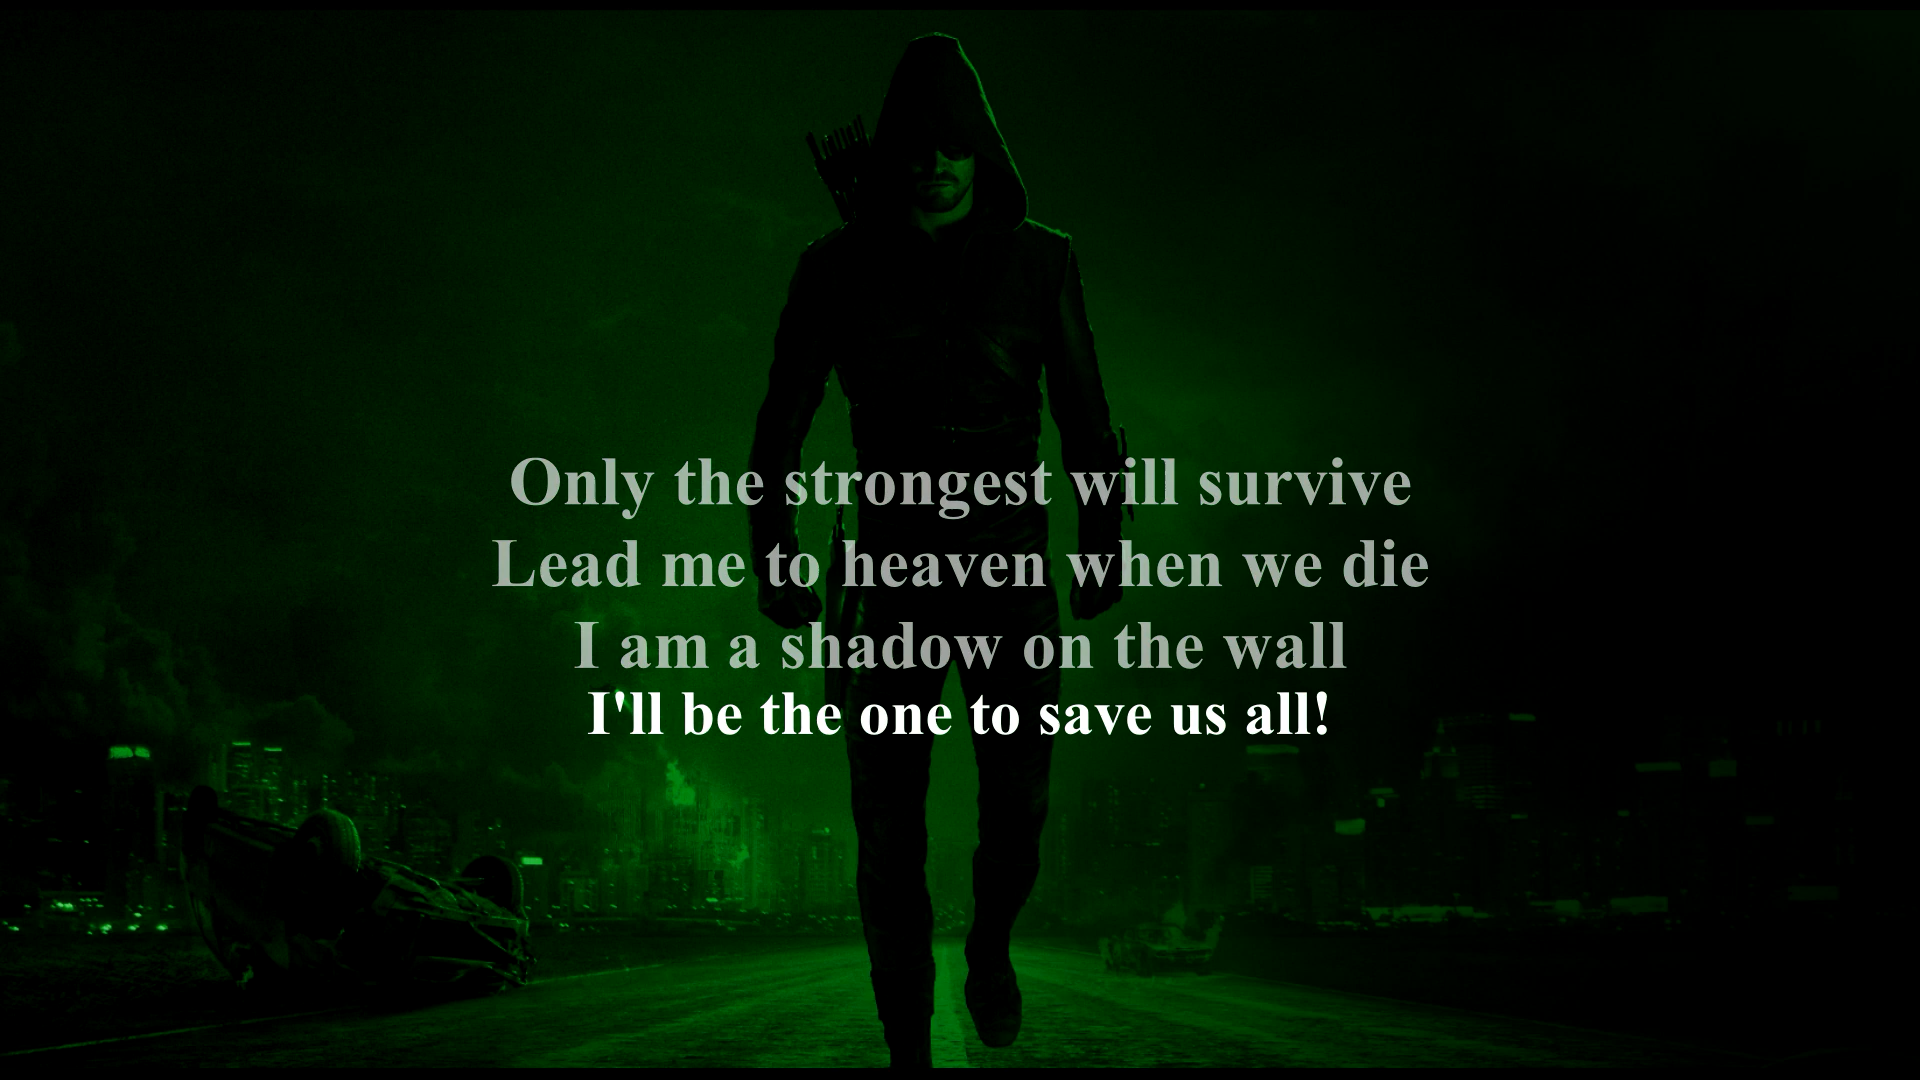 Only the strongest will survive
Lead me to heaven when we die
I am a shadow on the wall
I'll be the one to save us all!